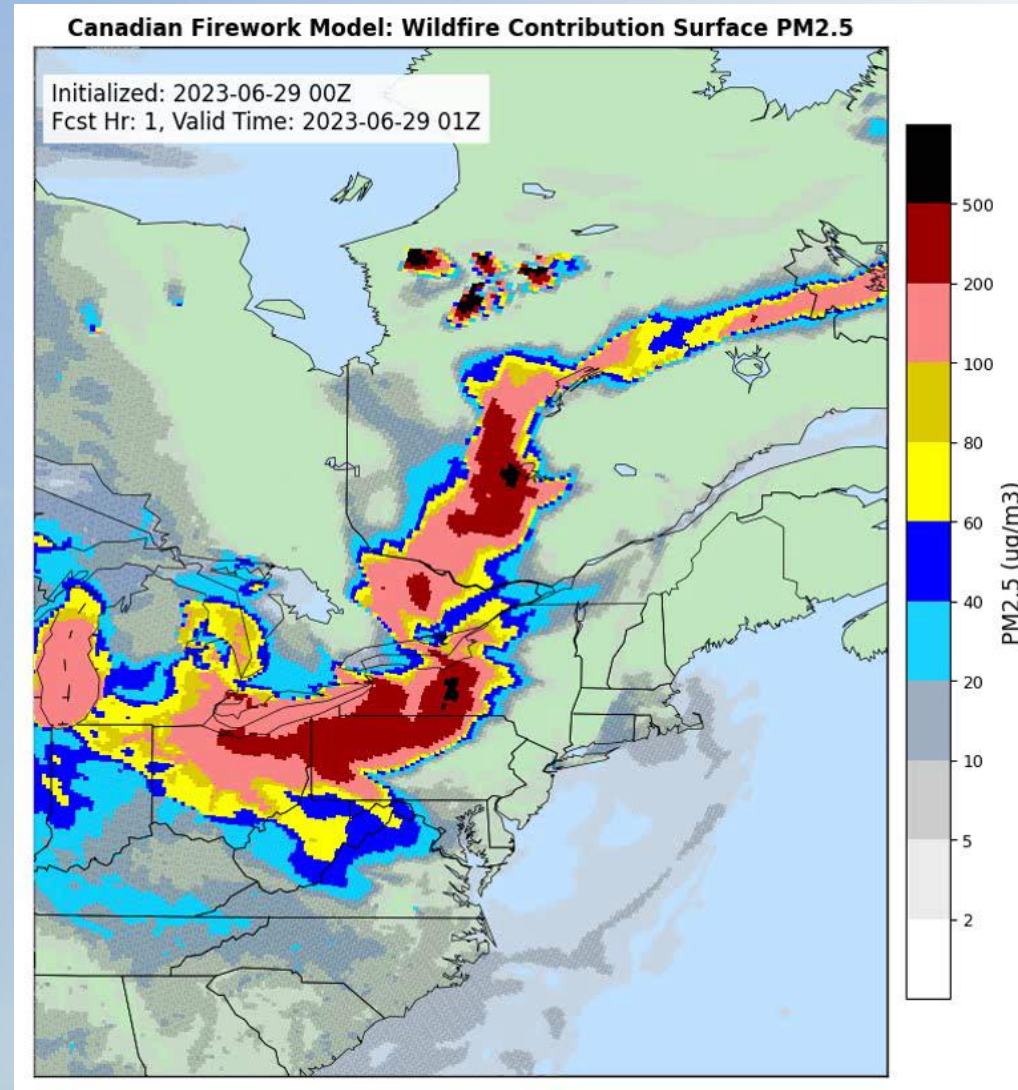 Canadian Firework Model: Wildfire Contribution Surface PM2.5
Initialized: 2023-06-29 00Z
Fcst Hr: 1, Valid Time: 2023-06-29 01Z
500
200
100
80
60
40
20
10
5
2
PM2.5 (ug/m3)